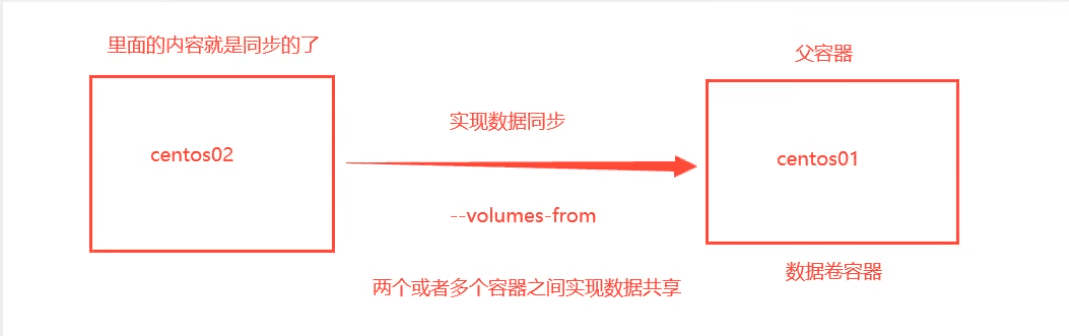 里面的内容就是同步的了
父容器
实现数据同步
centos02
centos01
--volumes-from
数据卷容器
两个或者多个容器之间实现数据共享